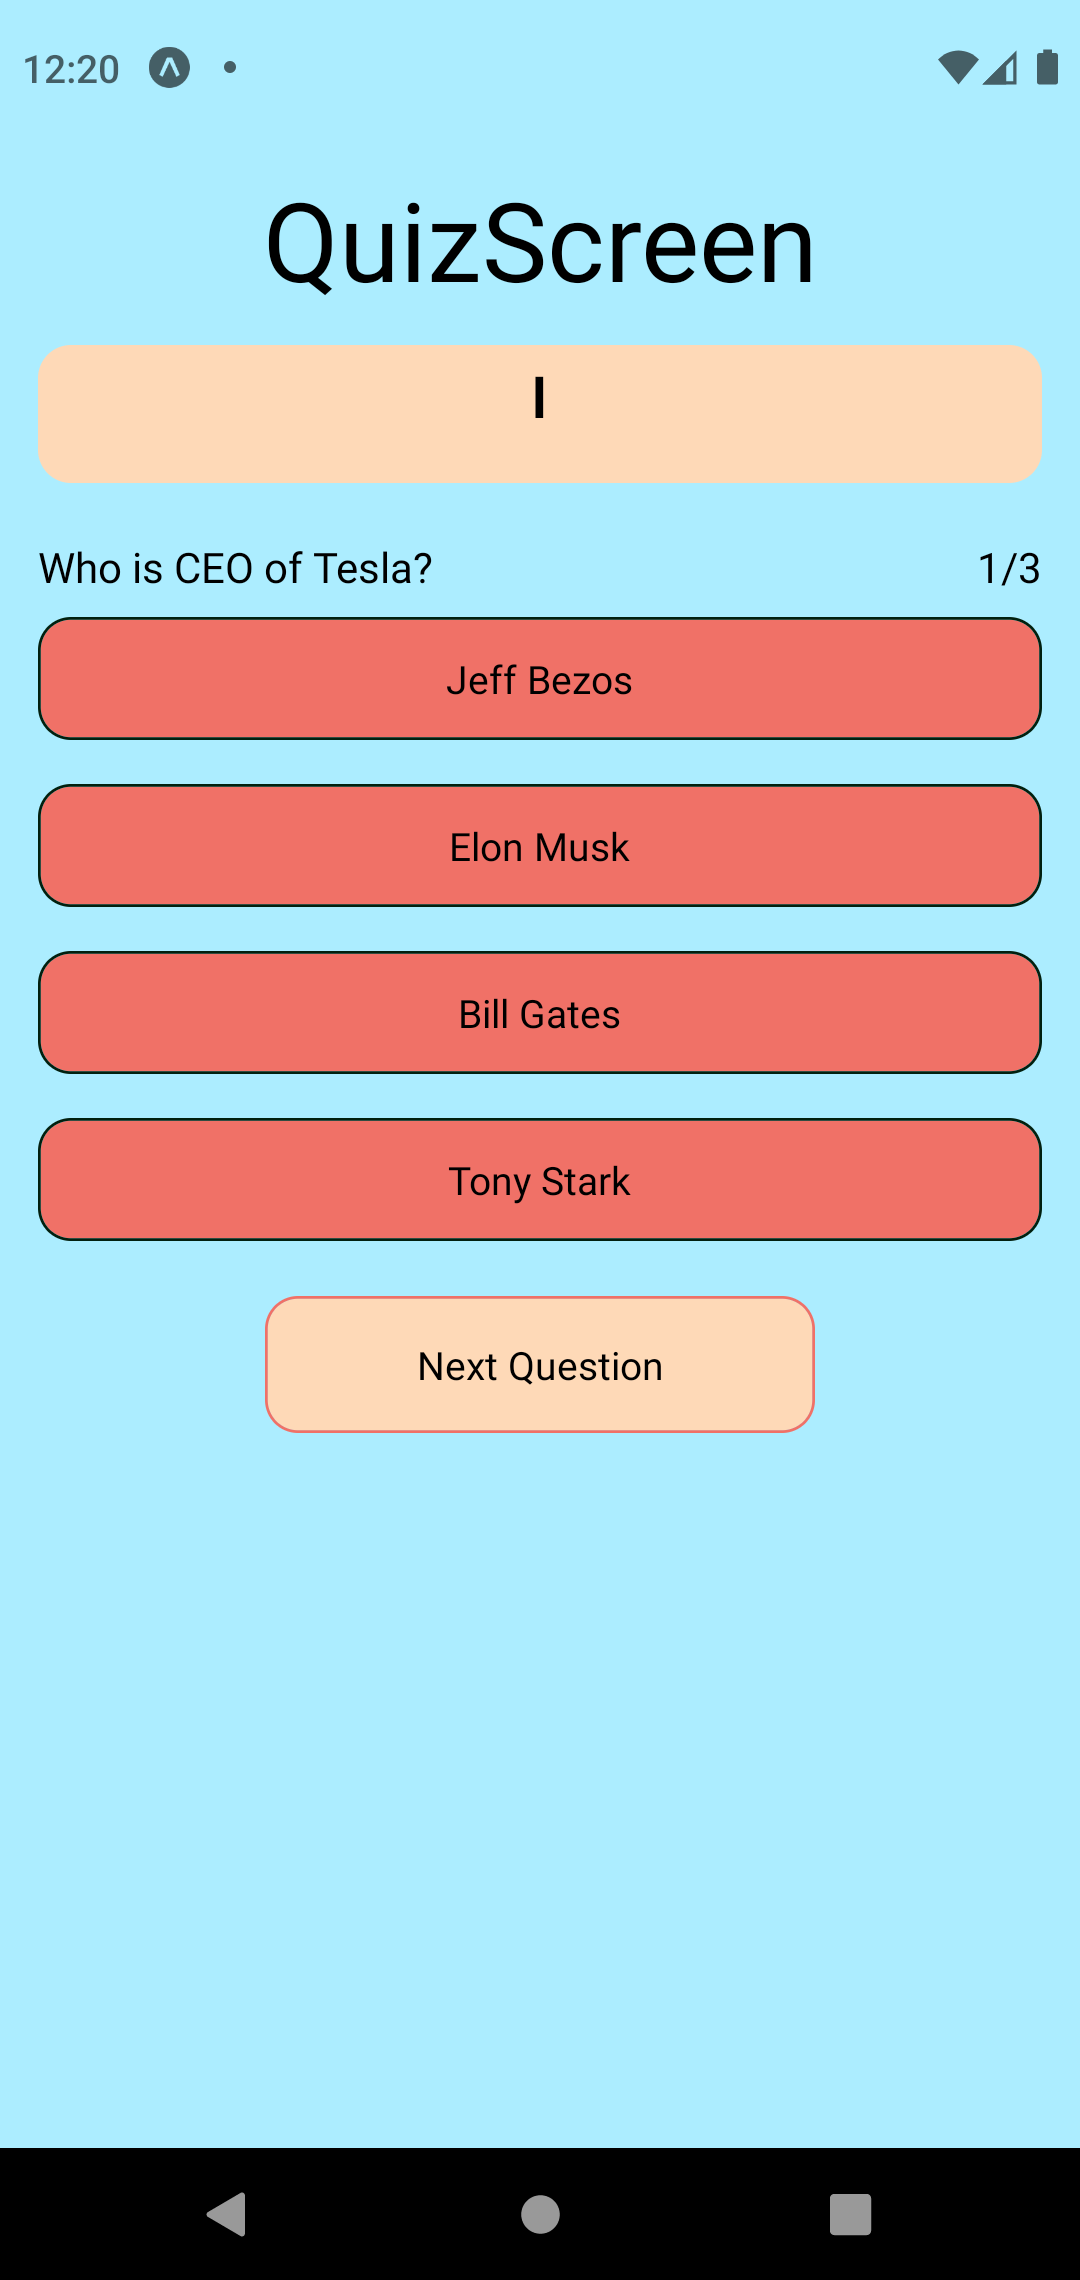 12:20
QuizScreen
I
Who is CEO of Tesla? 1/3
Jeff Bezos
Elon Musk
Bill Gates
Tony Stark
Next Question